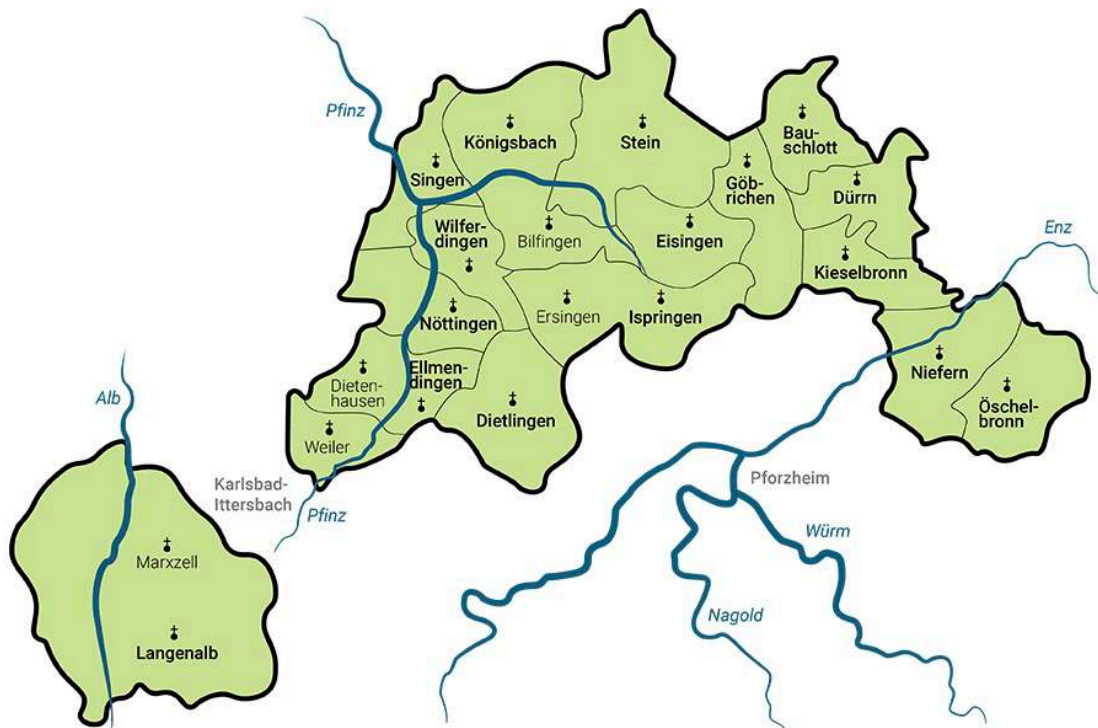 Pfinz
Königsbach
Stein
Bau-
schlott
Singen
Göb-
richen
Dürrn
Wilfer-
dingen
Bilfingen
Eisingen
Enz
Kieselbronn
Nöttingen
Ersingen
Ispringen
Dieten-
hausen
Ellmen-
dingen
Niefern
Alb
Dietlingen
Öschel-
bronn
Weiler
Karlsbad-
Ittersbach
Pfinz
Pforzheim
Würm
Marxzell
Nagold
Langenalb